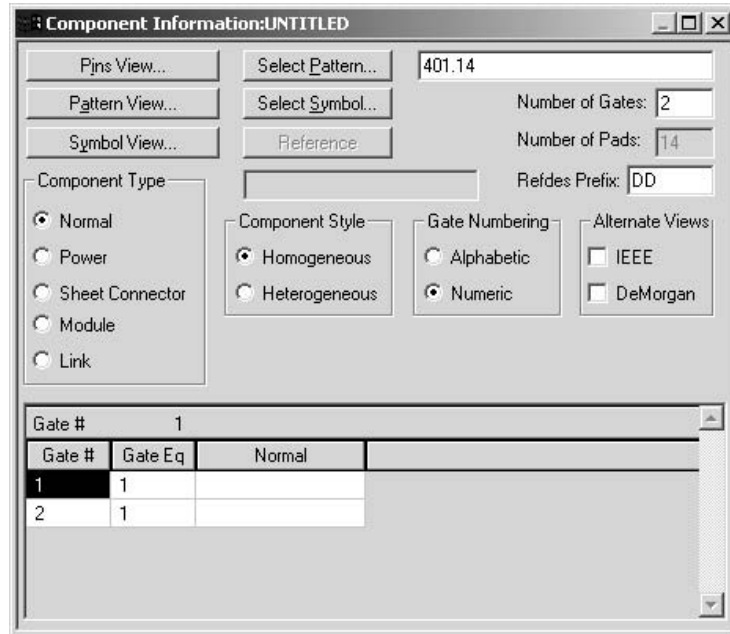 Component Information:UNTITLED
Pins View... Select Pattern... 401.14
Pattern View... Select Symbol... Number of Gates: 2
Symbol View... Reference Number of Pads: 14
Component Type Refdes Prefix: DD
Normal Component Style Gate Numbering Alternate Views
Power Homogeneous Alphabetic IEEE
Sheet Connector Heterogeneous Numeric DeMorgan
Module
Link
Gate # 1
Gate # Gate Eq Normal
1 1
2 1